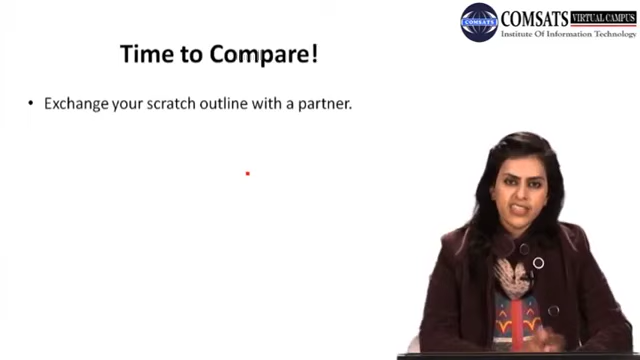 COMSATS VIRTUAL CAMPUS
Institute Of Information Technology
COMSATS
Time to Compare!
• Exchange your scratch outline with a partner.